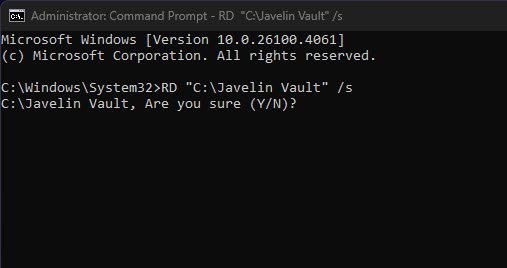 Administrator: Command Prompt - RD  "C:\Javelin Vault" /s
Microsoft Windows [Version 10.0.26100.4061]
(c) Microsoft Corporation. All rights reserved.
C:\Windows\System32>RD "C:\Javelin Vault" /s
C:\Javelin Vault, Are you sure (Y/N)?